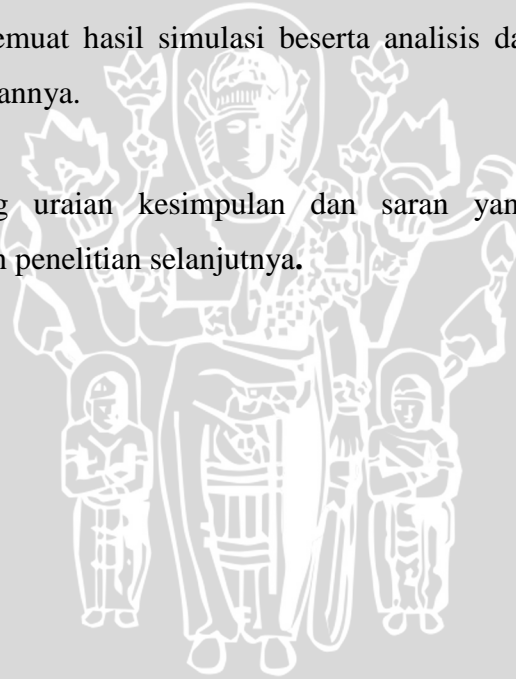 emuat hasil simulasi beserta analisis da
annya.
g uraian kesimpulan dan saran yan
n penelitian selanjutnya.